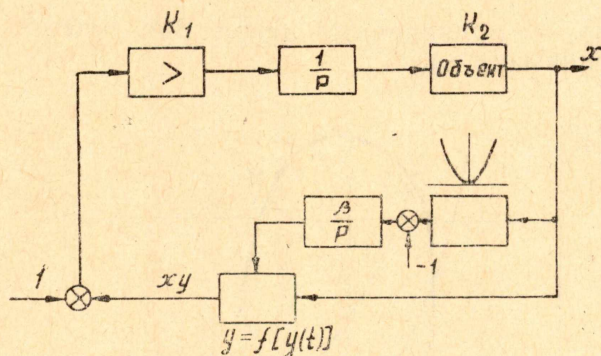 K₁
K₂
>
1/p
Объект
x
β/p
-1
1
xy
y=f[y(t)]